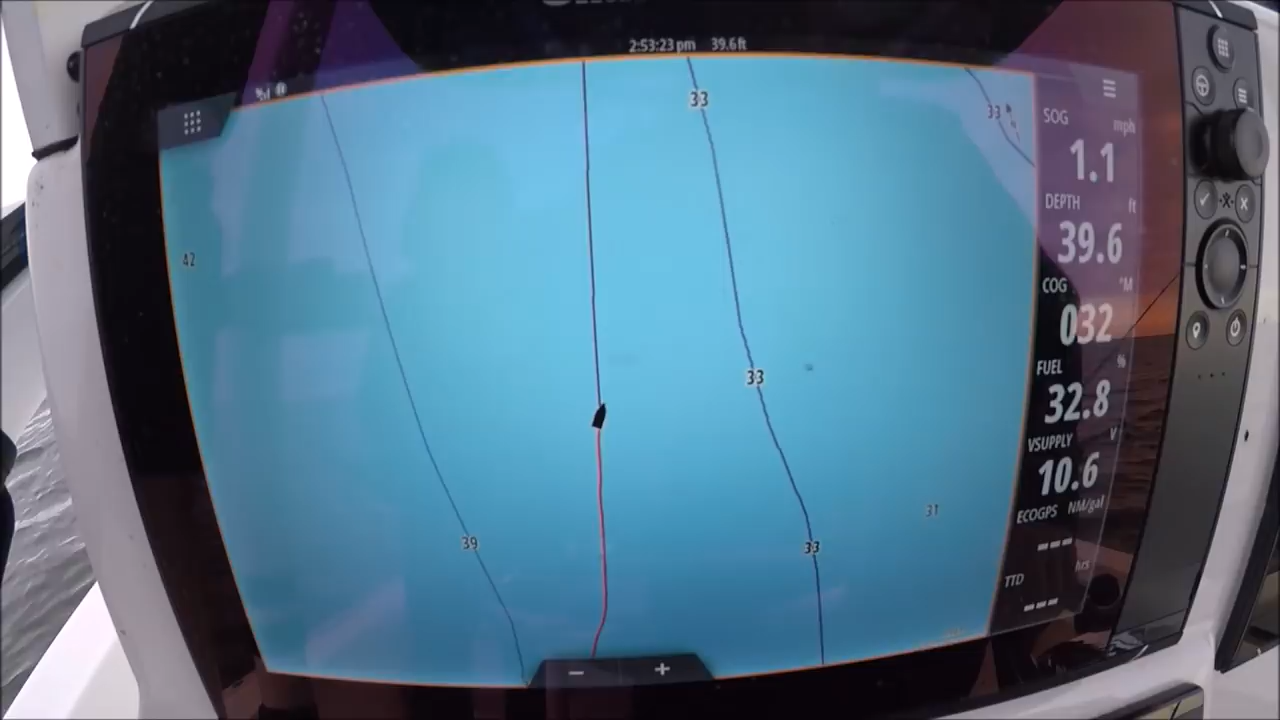 2:53:23 pm 39.6 ft
33
33
SOG mph
1.1
42
DEPTH ft
39.6
COG °M
032
33
FUEL %
32.8
VSUPPLY V
10.6
31
ECOGPS NM/gal
---
39
33
TTD hrs
---
− +